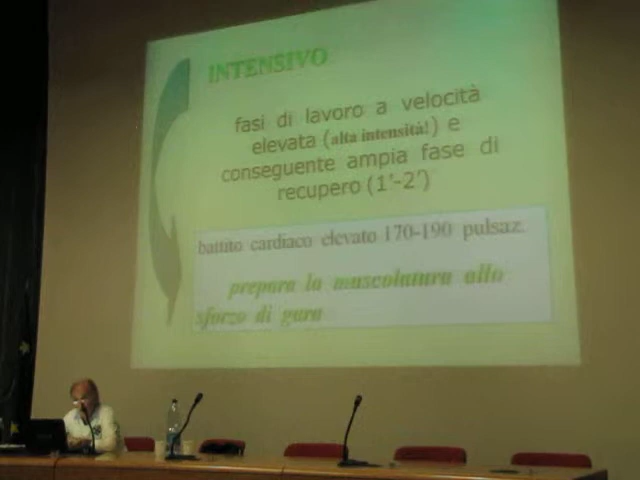 INTENSIVO
fasi di lavoro a velocità
elevata (alta intensità!) e
conseguente ampia fase di
recupero (1'-2')
battito cardiaco elevato 170-190 pulsaz.
prepara la muscolatura allo
sforzo di gara